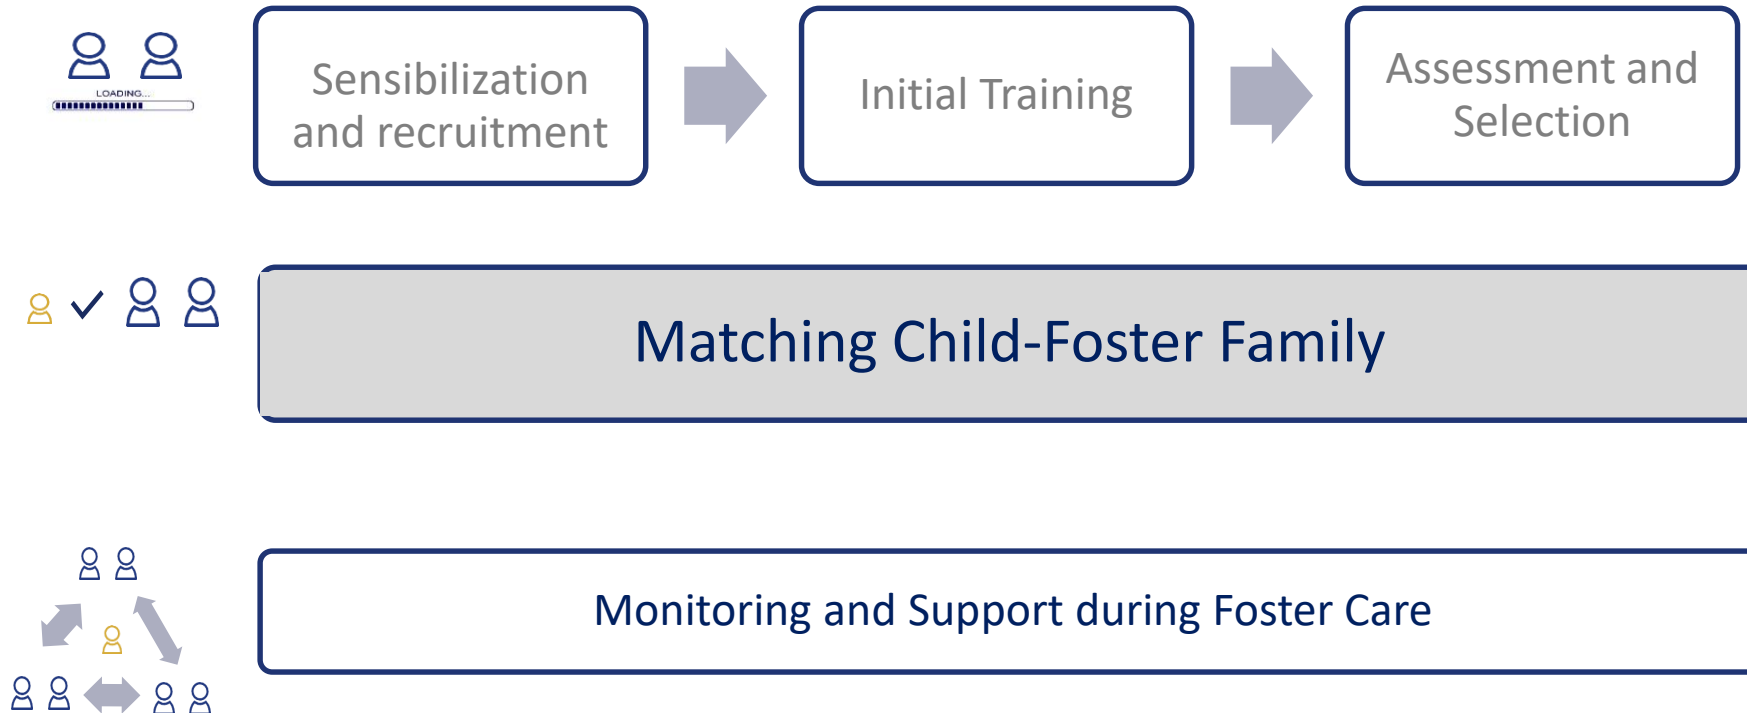 LOADING...
Sensibilization
and recruitment
Initial Training
Assessment and
Selection
Matching Child-Foster Family
Monitoring and Support during Foster Care